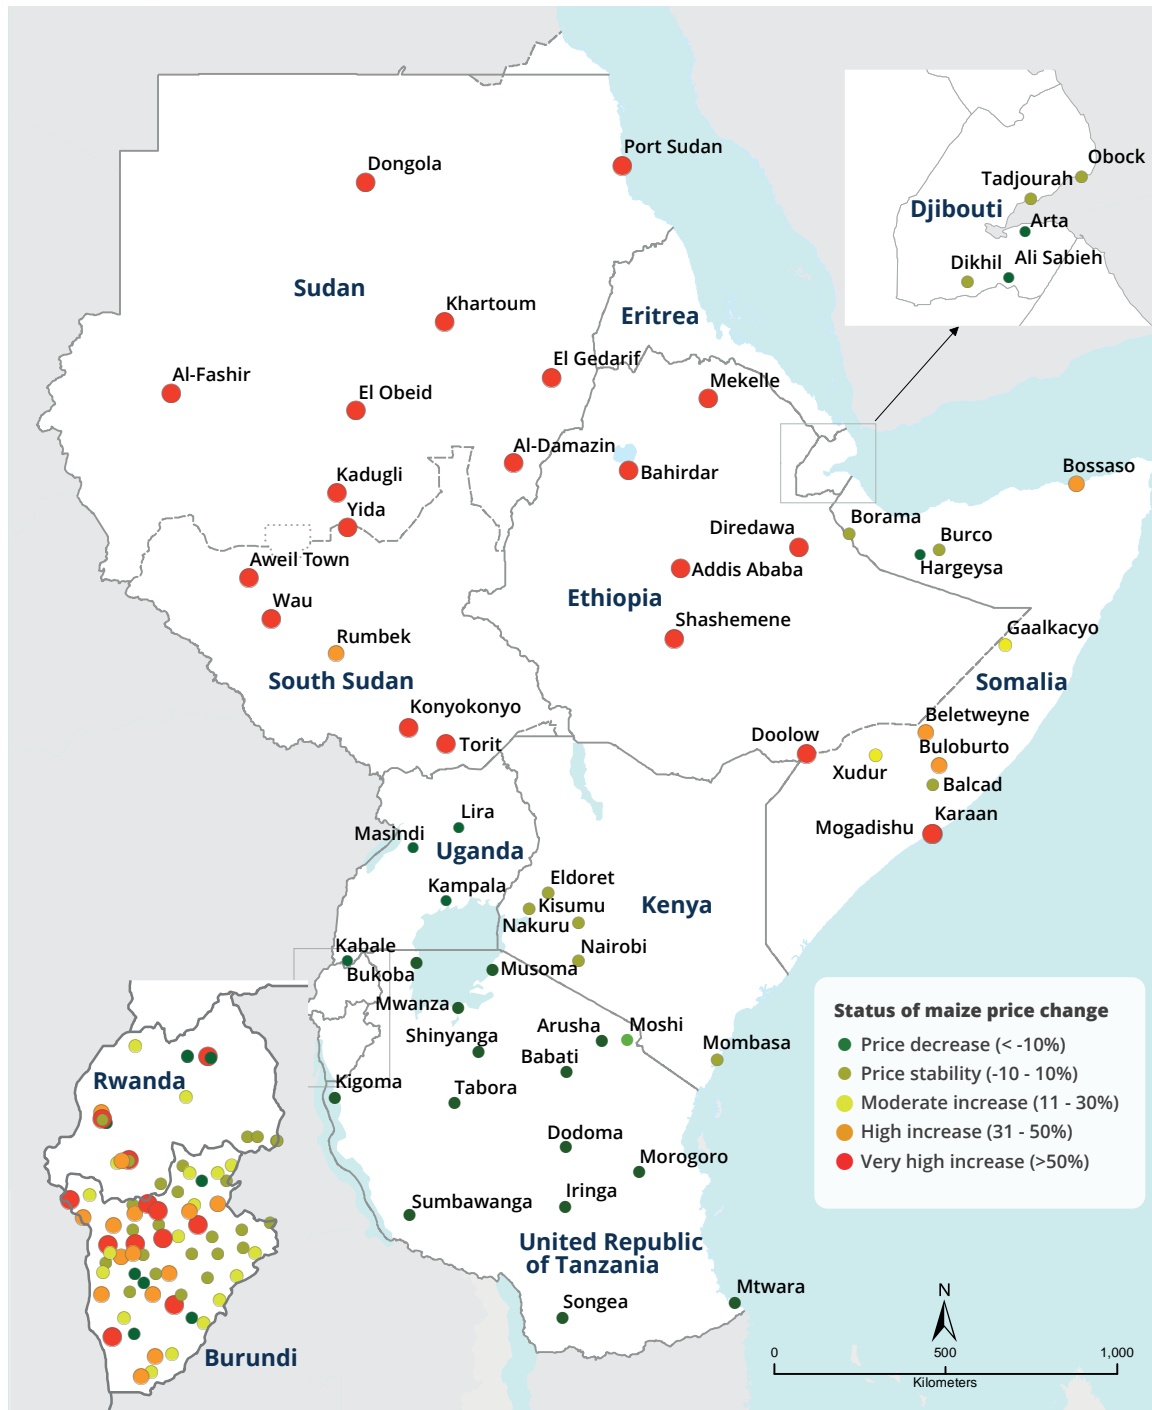 Port Sudan
Dongola
Obock
Tadjourah
Djibouti
Arta
Ali Sabieh
Dikhil
Sudan
Khartoum
Eritrea
El Gedarif
Al-Fashir
El Obeid
Mekelle
Al-Damazin
Bahirdar
Bossaso
Kadugli
Yida
Diredawa
Borama
Burco
Hargeysa
Aweil Town
Addis Ababa
Wau
Ethiopia
Shashemene
Gaalkacyo
Rumbek
South Sudan
Somalia
Konyokonyo
Beletweyne
Torit
Doolow
Buloburto
Xudur
Balcad
Lira
Karaan
Mogadishu
Masindi
Uganda
Kampala
Eldoret
Kisumu
Kenya
Nakuru
Kabale
Nairobi
Bukoba
Musoma
Mwanza
Arusha
Moshi
Shinyanga
Babati
Mombasa
Kigoma
Tabora
Rwanda
Dodoma
Morogoro
Iringa
Sumbawanga
United Republic
of Tanzania
Mtwara
Songea
Burundi
Status of maize price change
Price decrease (< -10%)
Price stability (-10 - 10%)
Moderate increase (11 - 30%)
High increase (31 - 50%)
Very high increase (>50%)
N
0 500 1,000
Kilometers